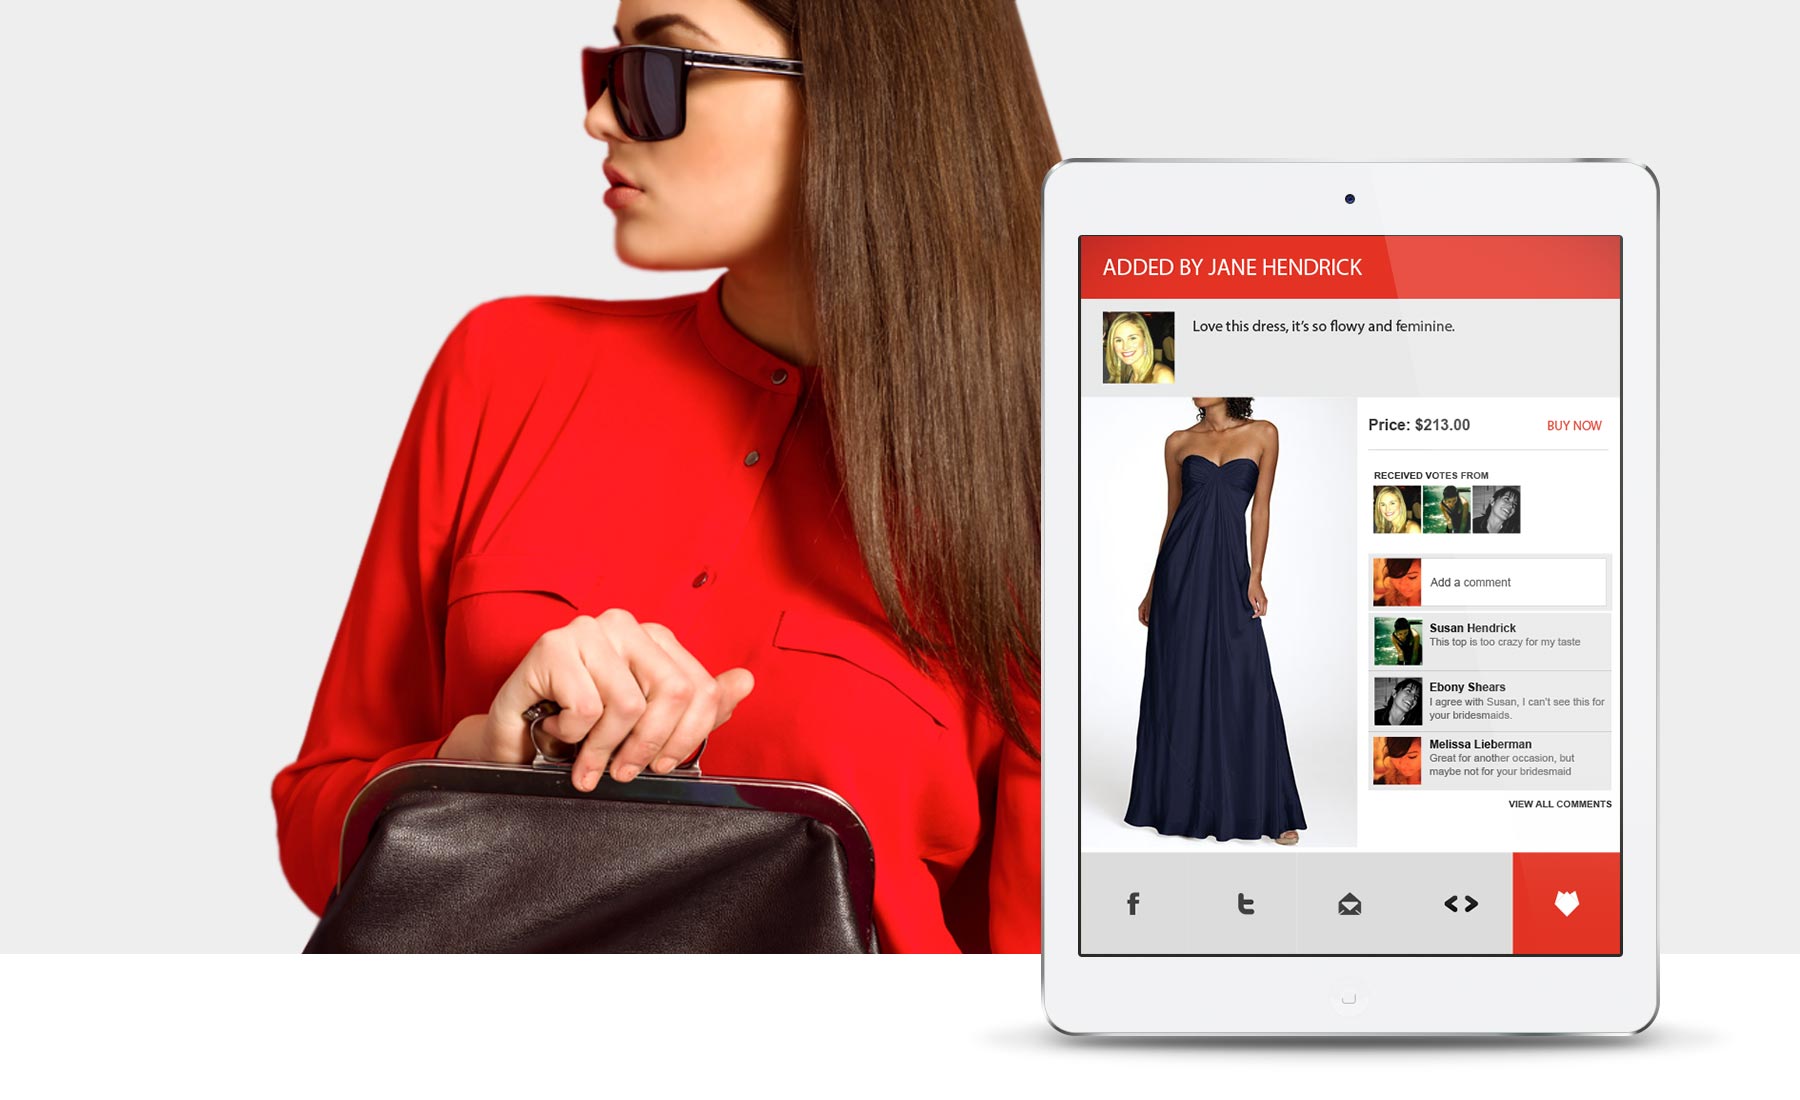 ADDED BY JANE HENDRICK
Love this dress, it's so flowy and feminine.
Price: $213.00
BUY NOW
RECEIVED VOTES FROM
Add a comment
Susan Hendrick
This top is too crazy for my taste
Ebony Shears
I agree with Susan, I can't see this for
your bridesmaids.
Melissa Lieberman
Great for another occasion, but
maybe not for your bridesmaid
VIEW ALL COMMENTS